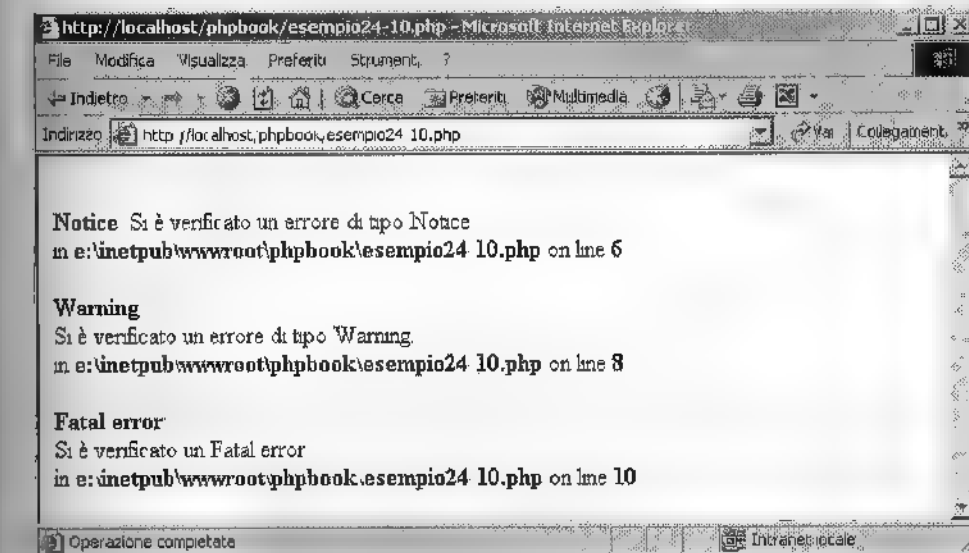 http://localhost/phpbook/esempio24-10.php - Microsoft Internet Explorer
File Modifica Visualizza Preferiti Strumenti ?
Indietro Cerca Preferiti Multimedia
Indirizzo http://localhost/phpbook/esempio24-10.php Vai Collegamenti »
Notice Si è verificato un errore di tipo Notice
in e:\inetpub\wwwroot\phpbook\esempio24-10.php on line 6
Warning
Si è verificato un errore di tipo Warning.
in e:\inetpub\wwwroot\phpbook\esempio24-10.php on line 8
Fatal error
Si è verificato un Fatal error
in e:\inetpub\wwwroot\phpbook\esempio24-10.php on line 10
Operazione completata Intranet locale